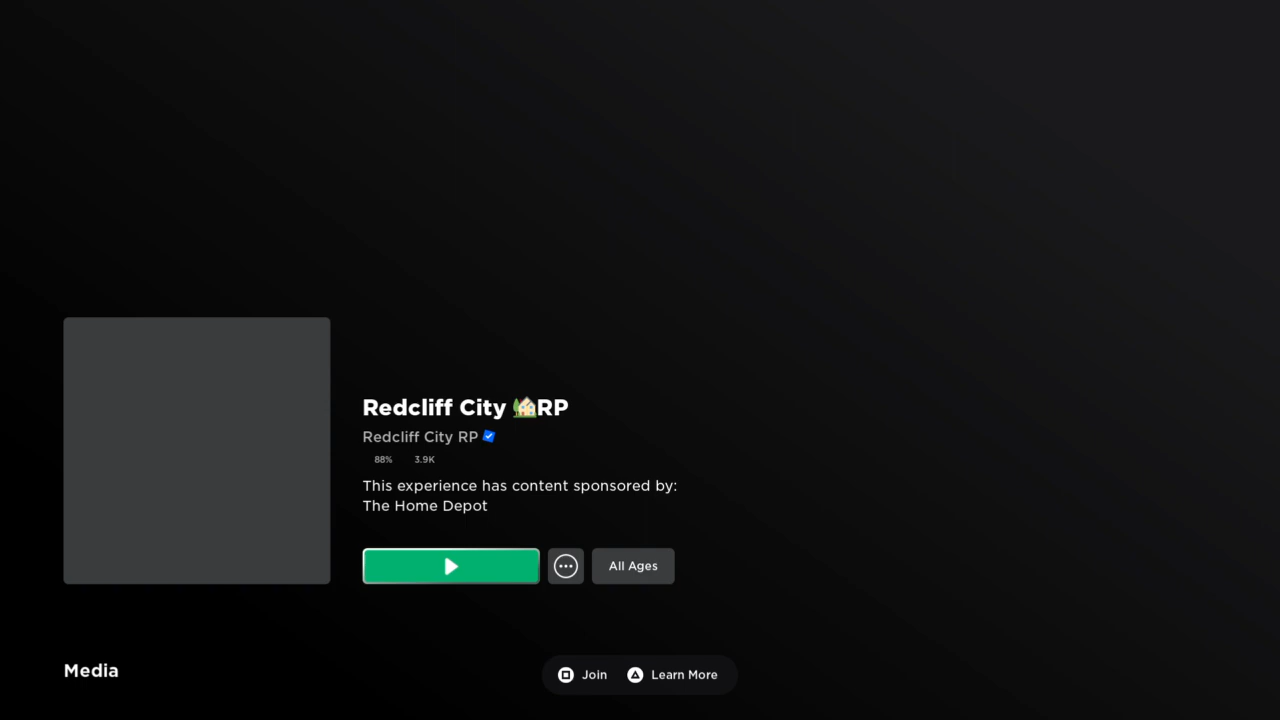 Redcliff City 🏡RP
Redcliff City RP
88% 3.9K
This experience has content sponsored by:
The Home Depot
All Ages
Media
Join Learn More